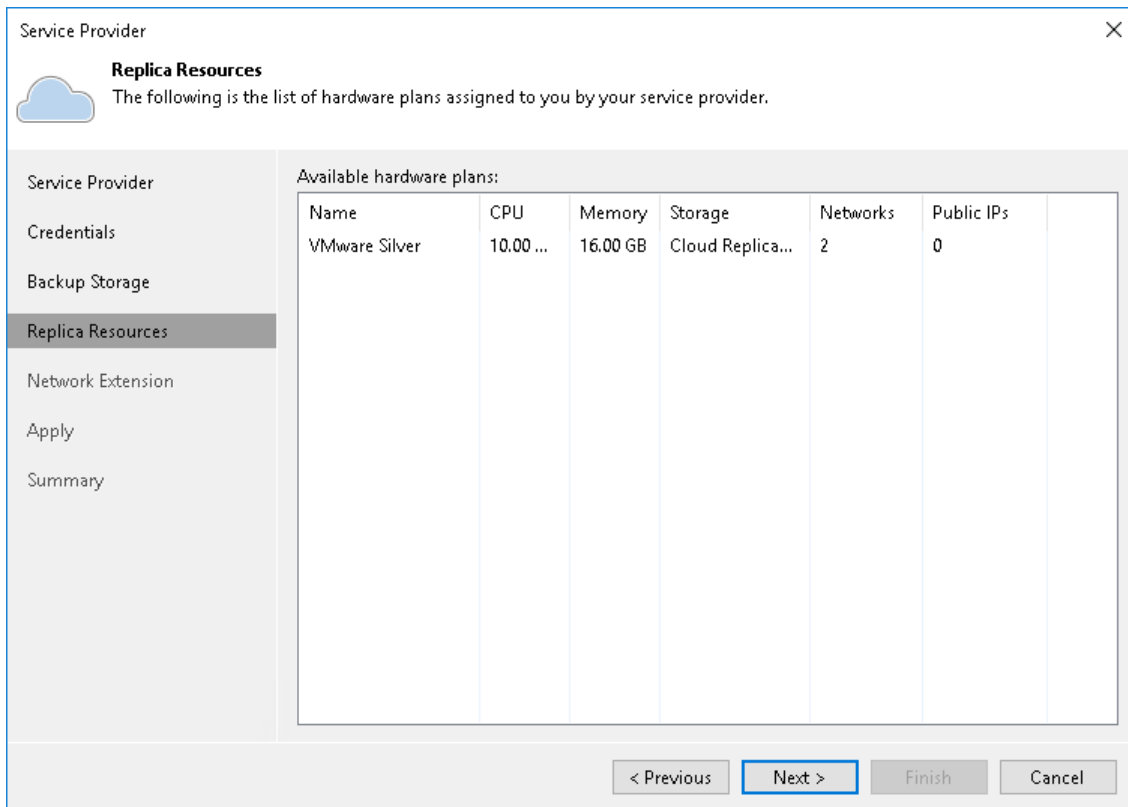 Service Provider
Replica Resources
The following is the list of hardware plans assigned to you by your service provider.
Service Provider
Credentials
Backup Storage
Replica Resources
Network Extension
Apply
Summary
Available hardware plans:
Name CPU Memory Storage Networks Public IPs
VMware Silver 10.00 ... 16.00 GB Cloud Replica... 2 0
< Previous Next > Finish Cancel